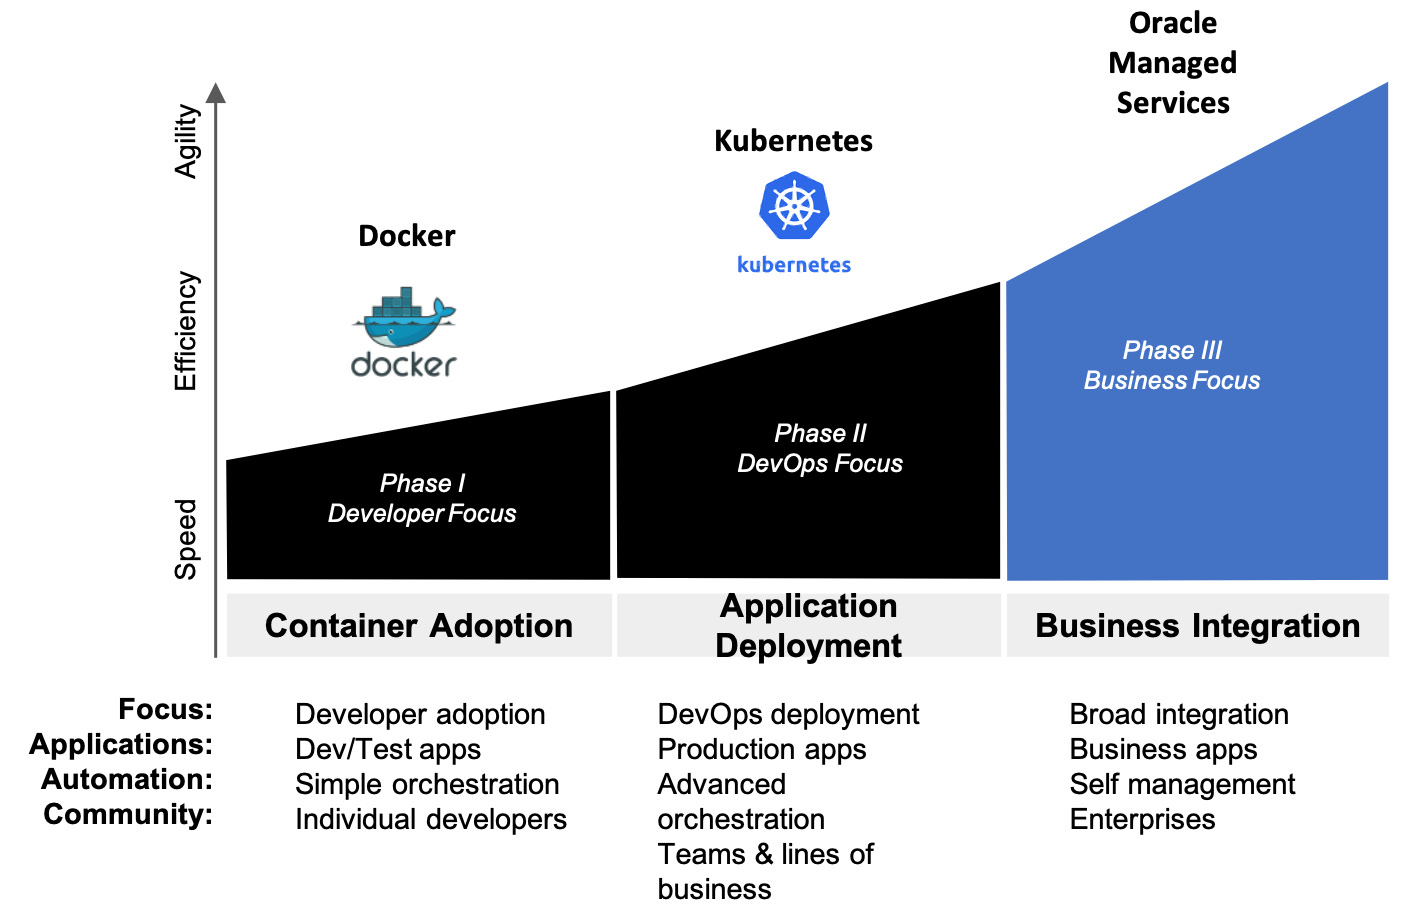 Oracle
Managed
Services
Kubernetes
kubernetes
Docker
docker
Agility
Efficiency
Speed
Phase I
Developer Focus
Phase II
DevOps Focus
Phase III
Business Focus
Container Adoption
Application
Deployment
Business Integration
Focus:
Applications:
Automation:
Community:
Developer adoption
Dev/Test apps
Simple orchestration
Individual developers
DevOps deployment
Production apps
Advanced
orchestration
Teams & lines of
business
Broad integration
Business apps
Self management
Enterprises